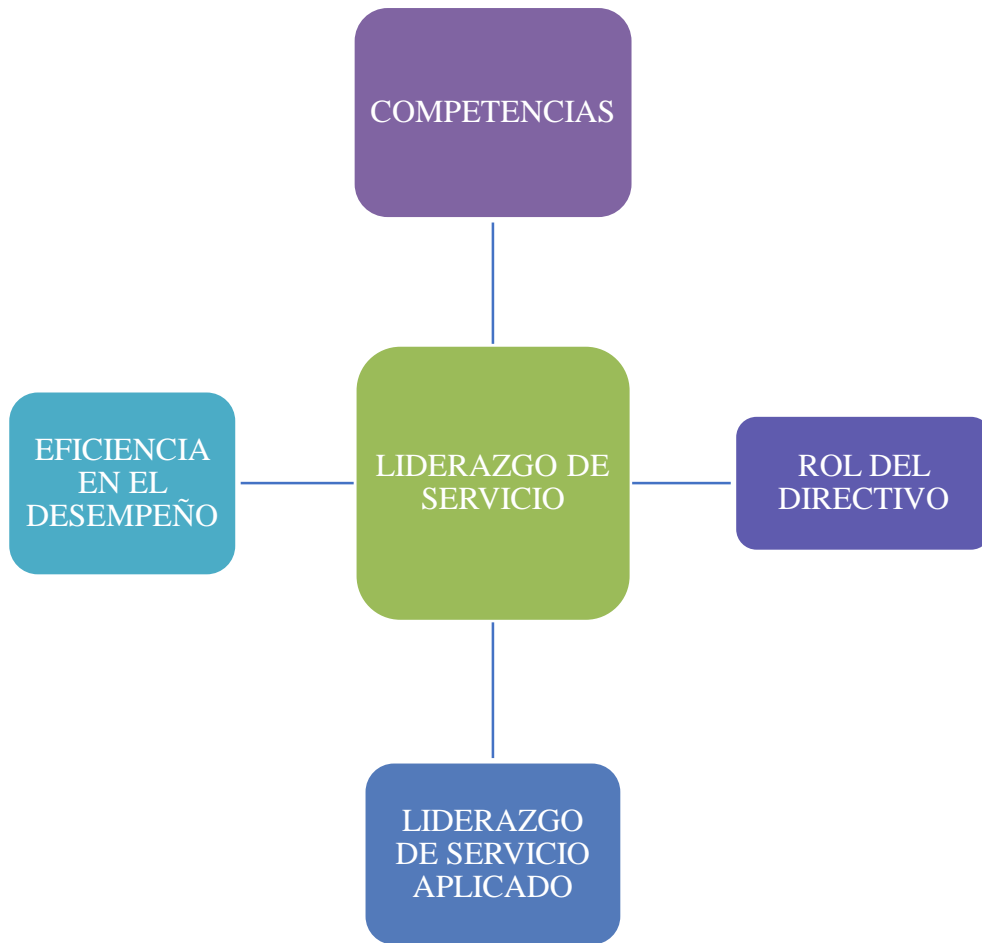 COMPETENCIAS
EFICIENCIA
EN EL
DESEMPEÑO
LIDERAZGO DE
SERVICIO
ROL DEL
DIRECTIVO
LIDERAZGO
DE SERVICIO
APLICADO